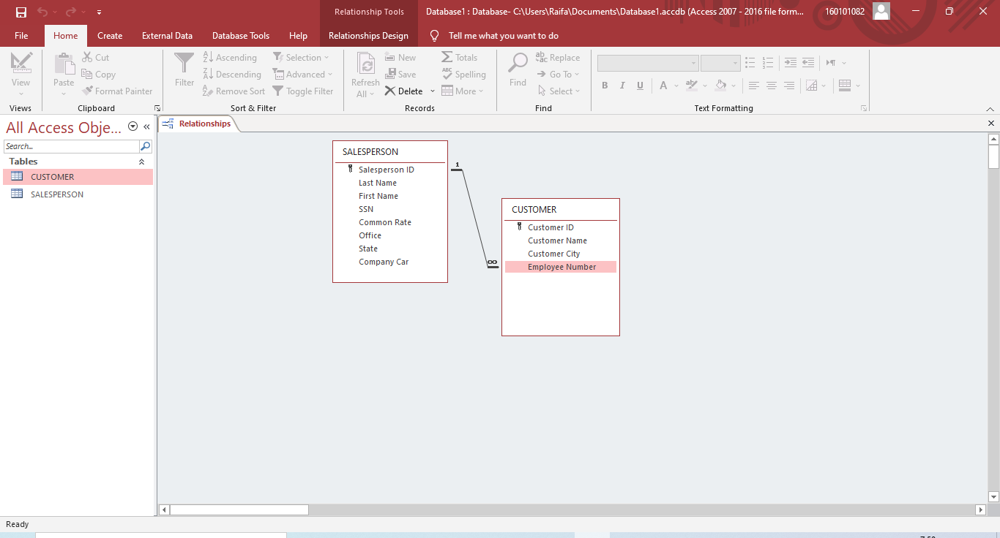 Relationship Tools
Database1 : Database- C:\Users\Raifa\Documents\Database1.accdb (Access 2007 - 2016 file form...
160101082
File Home Create External Data Database Tools Help Relationships Design Tell me what you want to do
View
Views
Paste
Cut
Copy
Format Painter
Clipboard
Filter
Ascending
Descending
Remove Sort
Selection
Advanced
Toggle Filter
Sort & Filter
Refresh
All
New
Save
Delete
Totals
Spelling
More
Records
Find
Replace
Go To
Select
Find
B I U A
Text Formatting
All Access Obje...
Search...
Tables
CUSTOMER
SALESPERSON
Relationships
SALESPERSON
Salesperson ID
Last Name
First Name
SSN
Common Rate
Office
State
Company Car
1
∞
CUSTOMER
Customer ID
Customer Name
Customer City
Employee Number
Ready